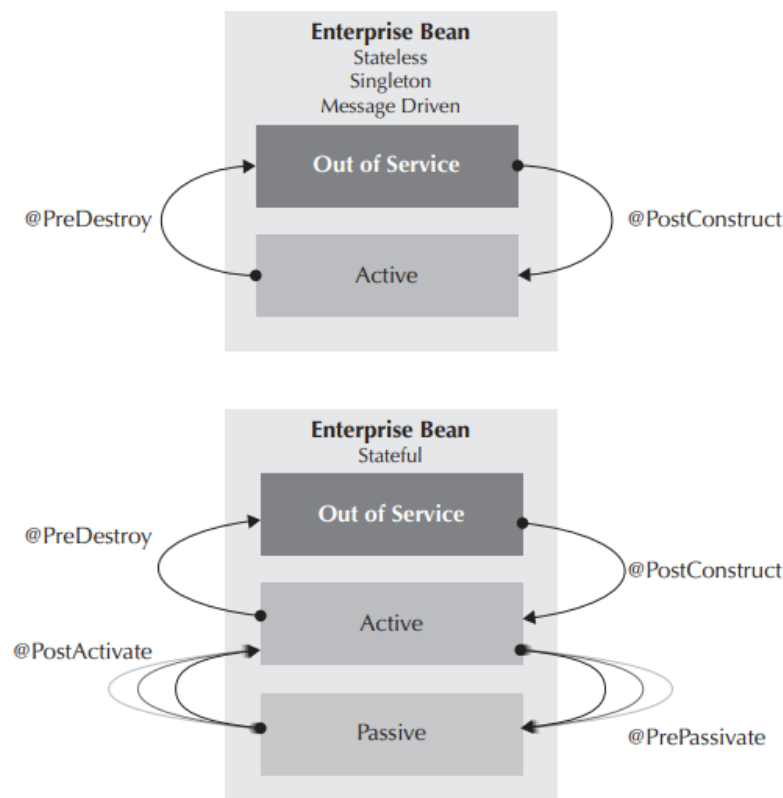 Enterprise Bean
Stateless
Singleton
Message Driven
Out of Service
@PreDestroy
@PostConstruct
Active
Enterprise Bean
Stateful
Out of Service
@PreDestroy
@PostConstruct
Active
@PostActivate
Passive
@PrePassivate